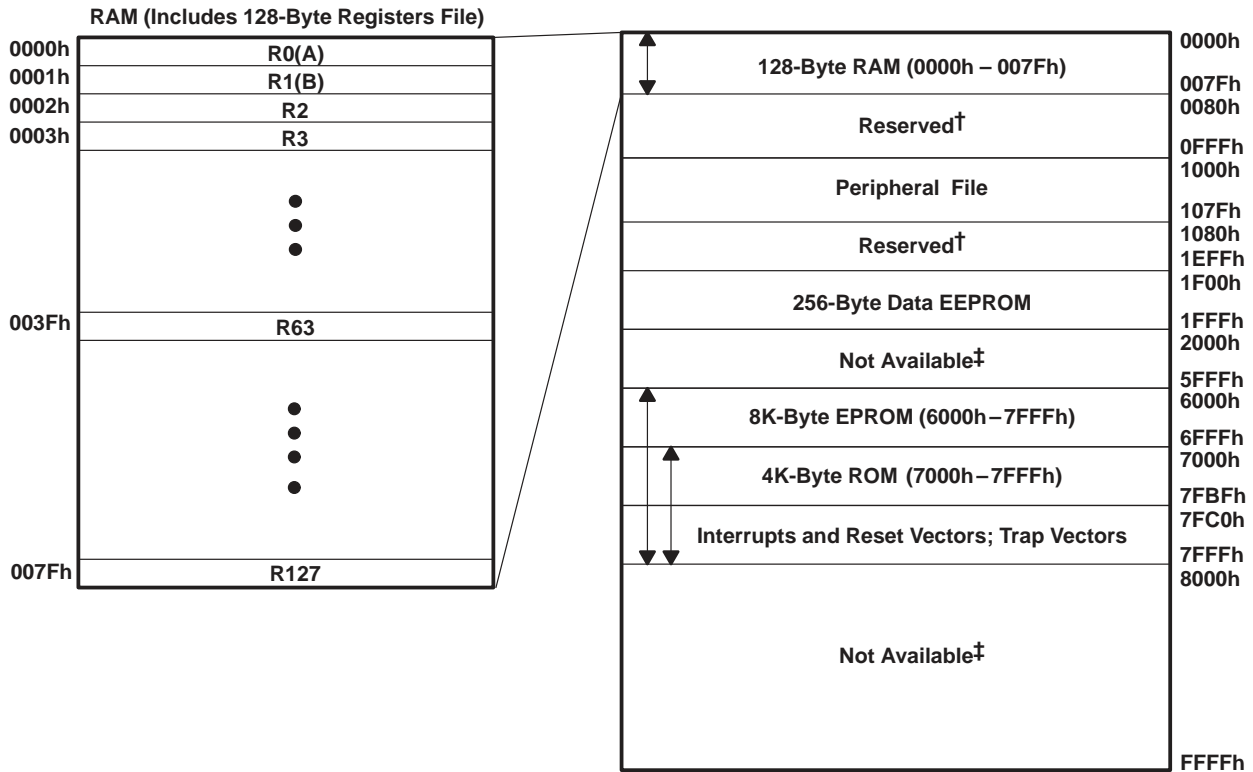 RAM (Includes 128-Byte Registers File)
0000h
R0(A)
0001h
R1(B)
0002h
R2
0003h
R3
003Fh
R63
007Fh
R127
0000h
128-Byte RAM (0000h – 007Fh)
007Fh
0080h
Reserved†
0FFFh
1000h
Peripheral File
107Fh
1080h
Reserved†
1EFFh
1F00h
256-Byte Data EEPROM
1FFFh
2000h
Not Available‡
5FFFh
6000h
8K-Byte EPROM (6000h–7FFFh)
6FFFh
7000h
4K-Byte ROM (7000h–7FFFh)
7FBFh
7FC0h
Interrupts and Reset Vectors; Trap Vectors
7FFFh
8000h
Not Available‡
FFFFh